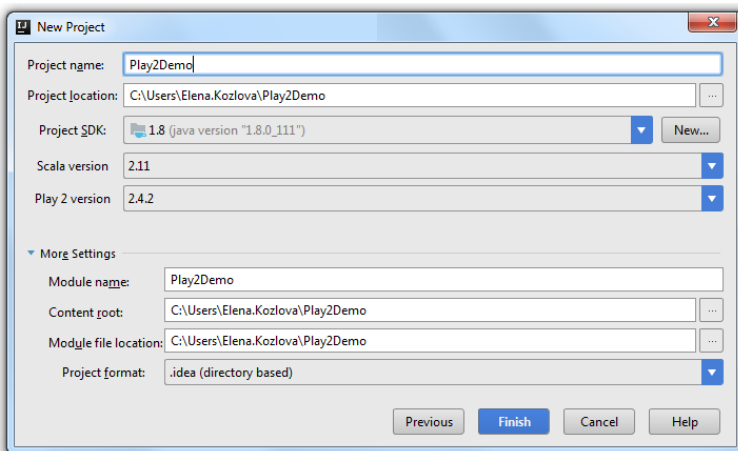 New Project
Project name: Play2Demo
Project location: C:\Users\Elena.Kozlova\Play2Demo ...
Project SDK: 1.8 (java version "1.8.0_111") New...
Scala version 2.11
Play 2 version 2.4.2
More Settings
Module name: Play2Demo
Content root: C:\Users\Elena.Kozlova\Play2Demo ...
Module file location: C:\Users\Elena.Kozlova\Play2Demo ...
Project format: .idea (directory based)
Previous Finish Cancel Help